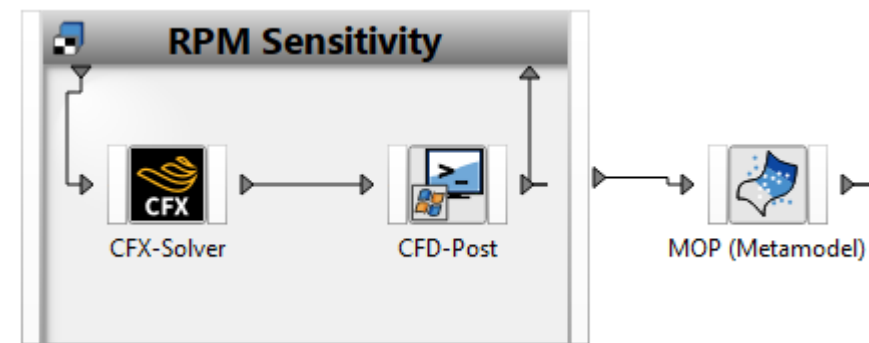 RPM Sensitivity
CFX
>_
CFX-Solver
CFD-Post
MOP (Metamodel)